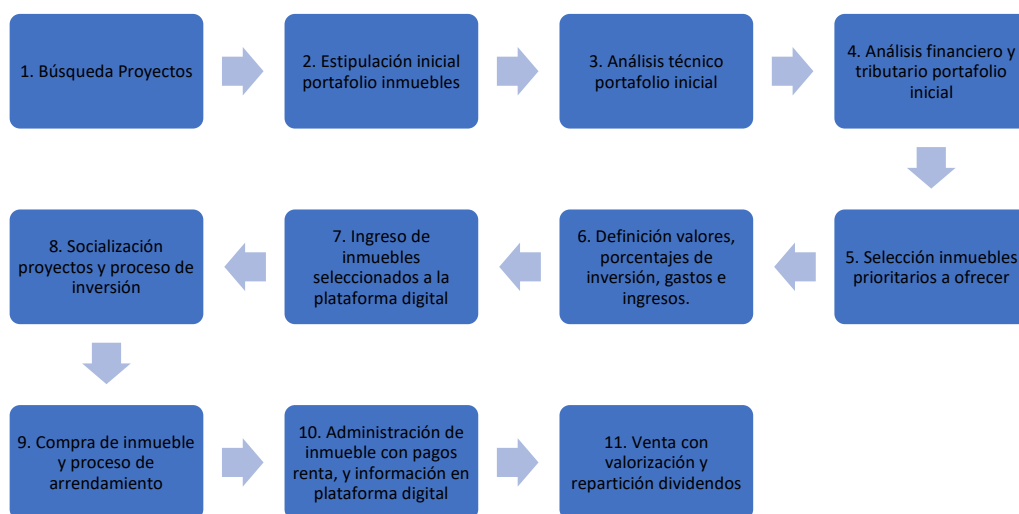 1. Búsqueda Proyectos
2. Estipulación inicial
portafolio inmuebles
3. Análisis técnico
portafolio inicial
4. Análisis financiero y
tributario portafolio
inicial
5. Selección inmuebles
prioritarios a ofrecer
6. Definición valores,
porcentajes de
inversión, gastos e
ingresos.
7. Ingreso de
inmuebles
seleccionados a la
plataforma digital
8. Socialización
proyectos y proceso de
inversión
9. Compra de inmueble
y proceso de
arrendamiento
10. Administración de
inmueble con pagos
renta, y información en
plataforma digital
11. Venta con
valorización y
repartición dividendos